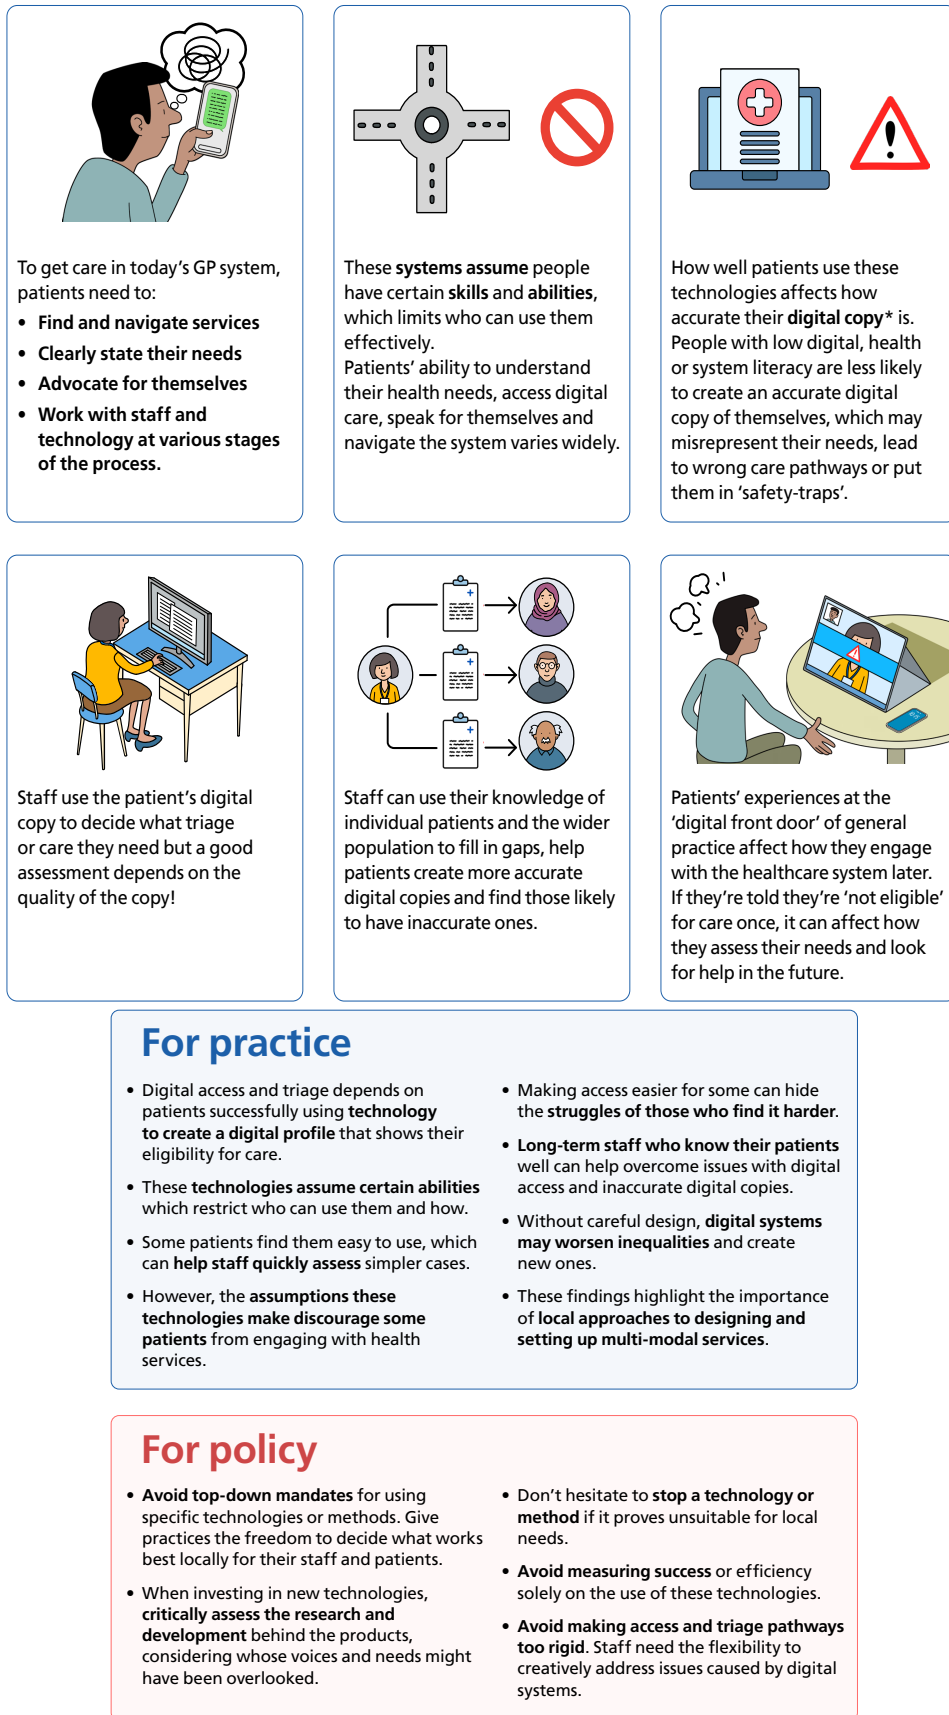 To get care in today's GP system,
patients need to:
• Find and navigate services
• Clearly state their needs
• Advocate for themselves
• Work with staff and
technology at various stages
of the process.
These systems assume people
have certain skills and abilities,
which limits who can use them
effectively.
Patients' ability to understand
their health needs, access digital
care, speak for themselves and
navigate the system varies widely.
How well patients use these
technologies affects how
accurate their digital copy* is.
People with low digital, health
or system literacy are less likely
to create an accurate digital
copy of themselves, which may
misrepresent their needs, lead
to wrong care pathways or put
them in ‘safety-traps’.
Staff use the patient's digital
copy to decide what triage
or care they need but a good
assessment depends on the
quality of the copy!
Staff can use their knowledge of
individual patients and the wider
population to fill in gaps, help
patients create more accurate
digital copies and find those likely
to have inaccurate ones.
Patients' experiences at the
‘digital front door’ of general
practice affect how they engage
with the healthcare system later.
If they're told they're ‘not eligible’
for care once, it can affect how
they assess their needs and look
for help in the future.
For practice
• Digital access and triage depends on
patients successfully using technology
to create a digital profile that shows their
eligibility for care.
• These technologies assume certain abilities
which restrict who can use them and how.
• Some patients find them easy to use, which
can help staff quickly assess simpler cases.
• However, the assumptions these
technologies make discourage some
patients from engaging with health
services.
• Making access easier for some can hide
the struggles of those who find it harder.
• Long-term staff who know their patients
well can help overcome issues with digital
access and inaccurate digital copies.
• Without careful design, digital systems
may worsen inequalities and create
new ones.
• These findings highlight the importance
of local approaches to designing and
setting up multi-modal services.
For policy
• Avoid top-down mandates for using
specific technologies or methods. Give
practices the freedom to decide what works
best locally for their staff and patients.
• When investing in new technologies,
critically assess the research and
development behind the products,
considering whose voices and needs might
have been overlooked.
• Don't hesitate to stop a technology or
method if it proves unsuitable for local
needs.
• Avoid measuring success or efficiency
solely on the use of these technologies.
• Avoid making access and triage pathways
too rigid. Staff need the flexibility to
creatively address issues caused by digital
systems.